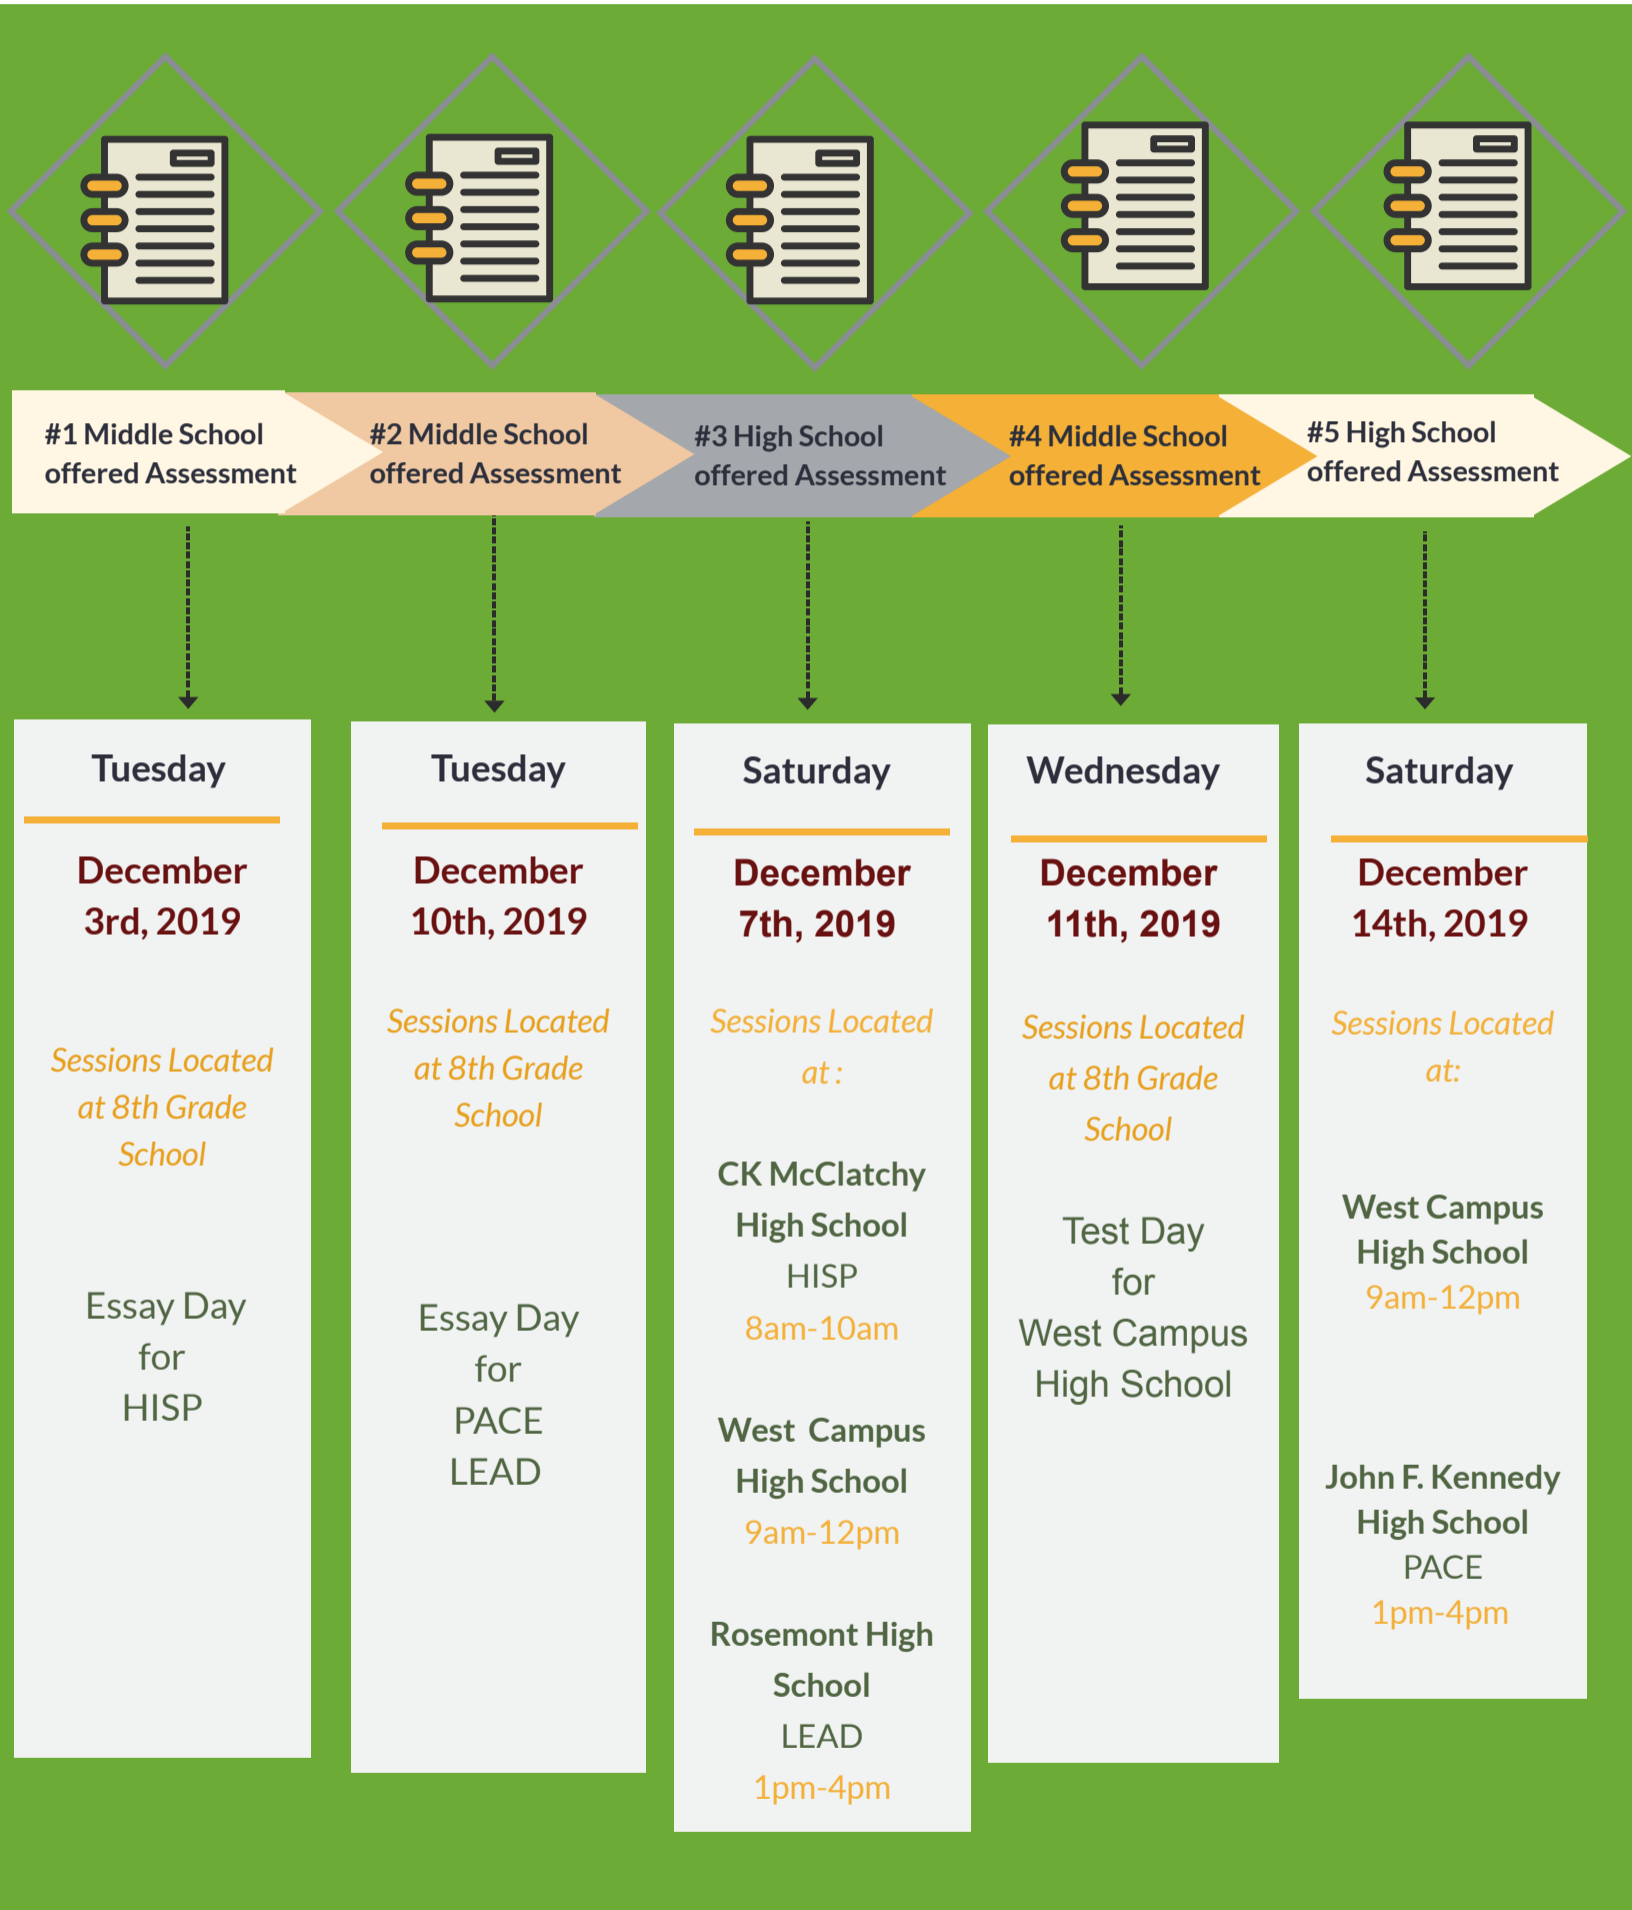 #1 Middle School
offered Assessment
#2 Middle School
offered Assessment
#3 High School
offered Assessment
#4 Middle School
offered Assessment
#5 High School
offered Assessment
Tuesday
December
3rd, 2019
Sessions Located
at 8th Grade
School
Essay Day
for
HISP
Tuesday
December
10th, 2019
Sessions Located
at 8th Grade
School
Essay Day
for
PACE
LEAD
Saturday
December
7th, 2019
Sessions Located
at :
CK McClatchy
High School
HISP
8am-10am
West Campus
High School
9am-12pm
Rosemont High
School
LEAD
1pm-4pm
Wednesday
December
11th, 2019
Sessions Located
at 8th Grade
School
Test Day
for
West Campus
High School
Saturday
December
14th, 2019
Sessions Located
at:
West Campus
High School
9am-12pm
John F. Kennedy
High School
PACE
1pm-4pm